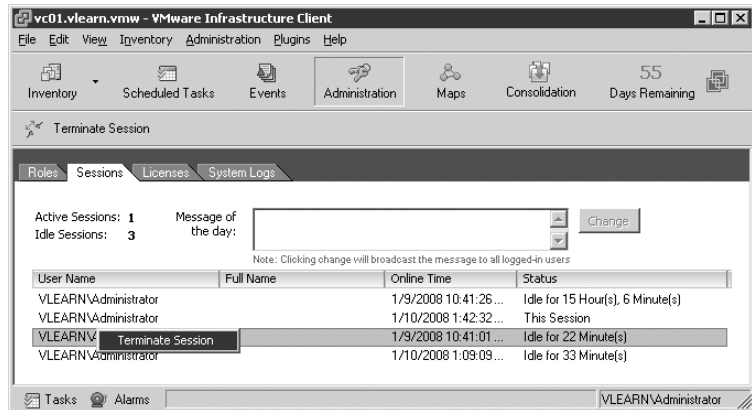 vc01.vlearn.vmw - VMware Infrastructure Client
File Edit View Inventory Administration Plugins Help
Inventory Scheduled Tasks Events Administration Maps Consolidation 55 Days Remaining
Terminate Session
Roles Sessions Licenses System Logs
Active Sessions: 1
Idle Sessions: 3
Message of the day:
Change
Note: Clicking change will broadcast the message to all logged-in users
User Name Full Name Online Time Status
VLEARN\Administrator 1/9/2008 10:41:26... Idle for 15 Hour(s), 6 Minute(s)
VLEARN\Administrator 1/10/2008 1:42:32... This Session
VLEARN\ Terminate Session 1/9/2008 10:41:01... Idle for 22 Minute(s)
VLEARN\Administrator 1/10/2008 1:09:09... Idle for 33 Minute(s)
Tasks Alarms VLEARN\Administrator